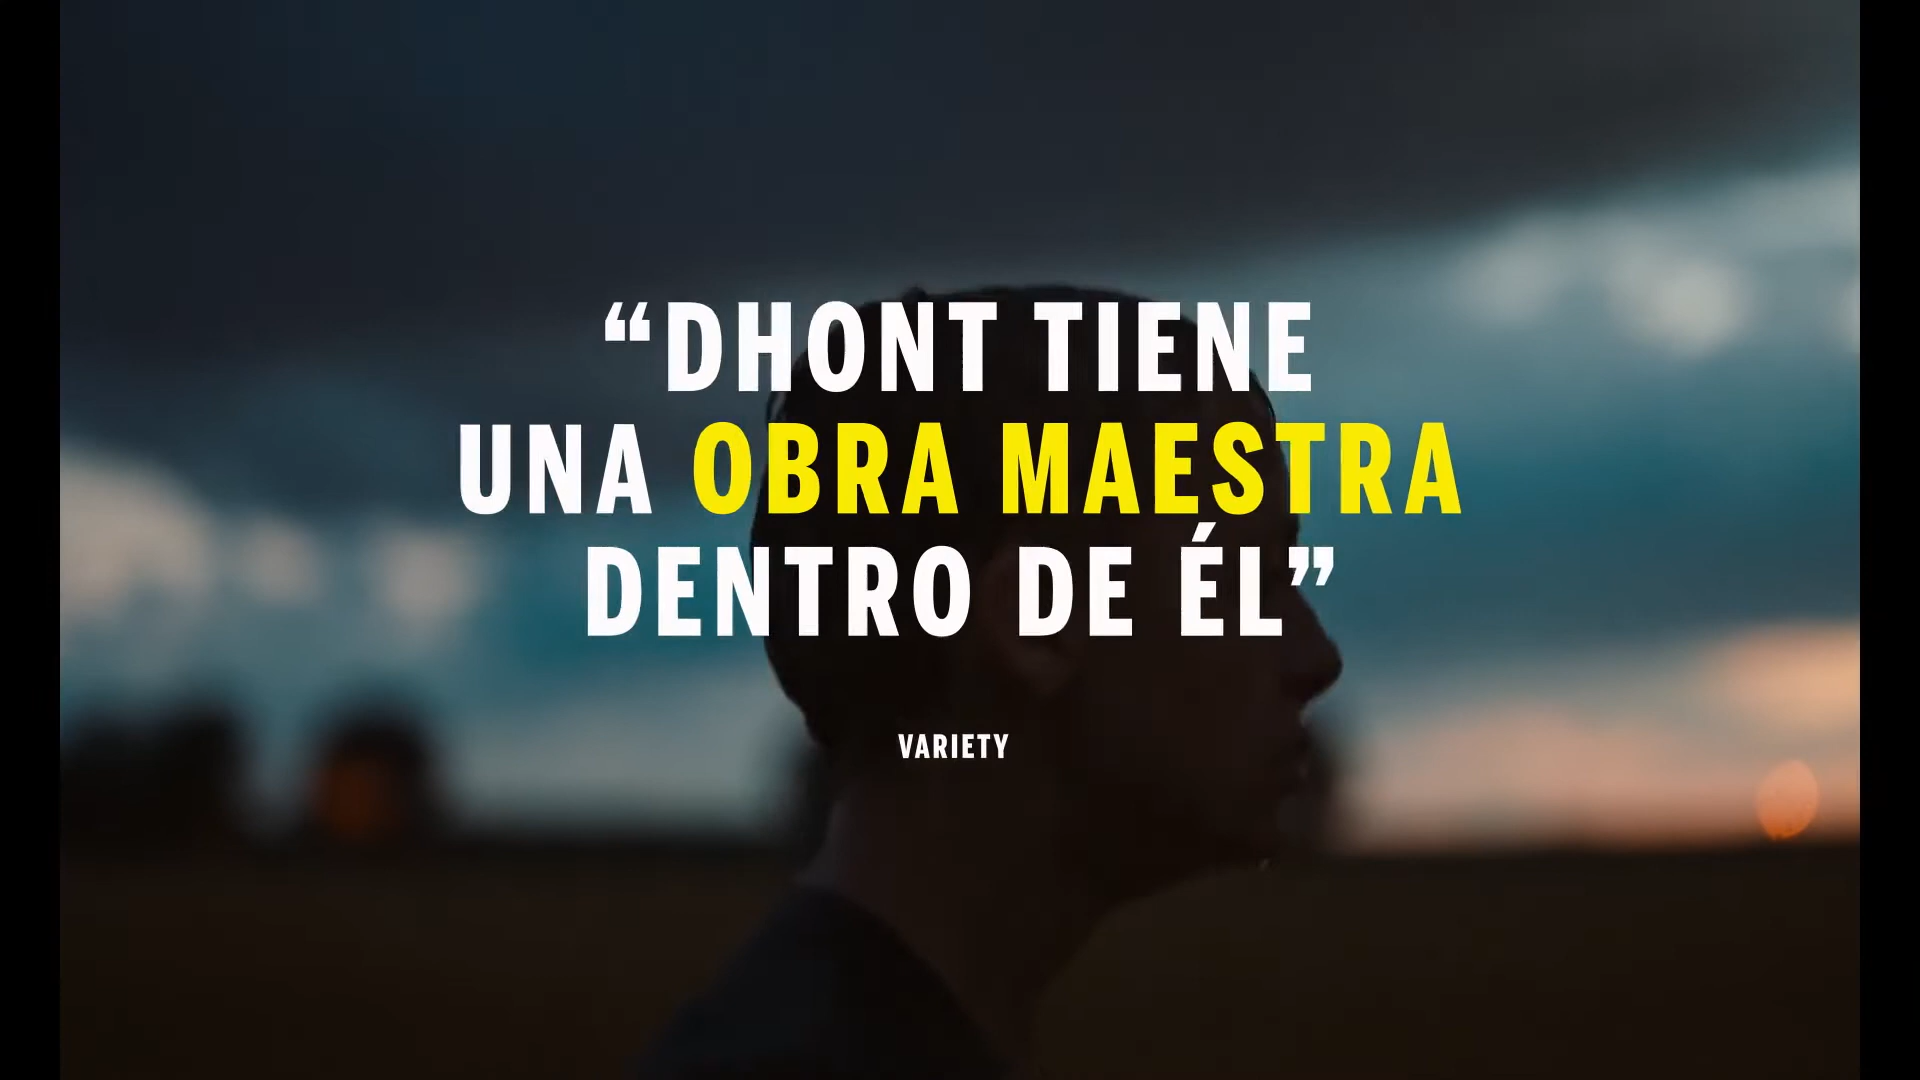 “DHONT TIENE
UNA OBRA MAESTRA
DENTRO DE ÉL”
VARIETY